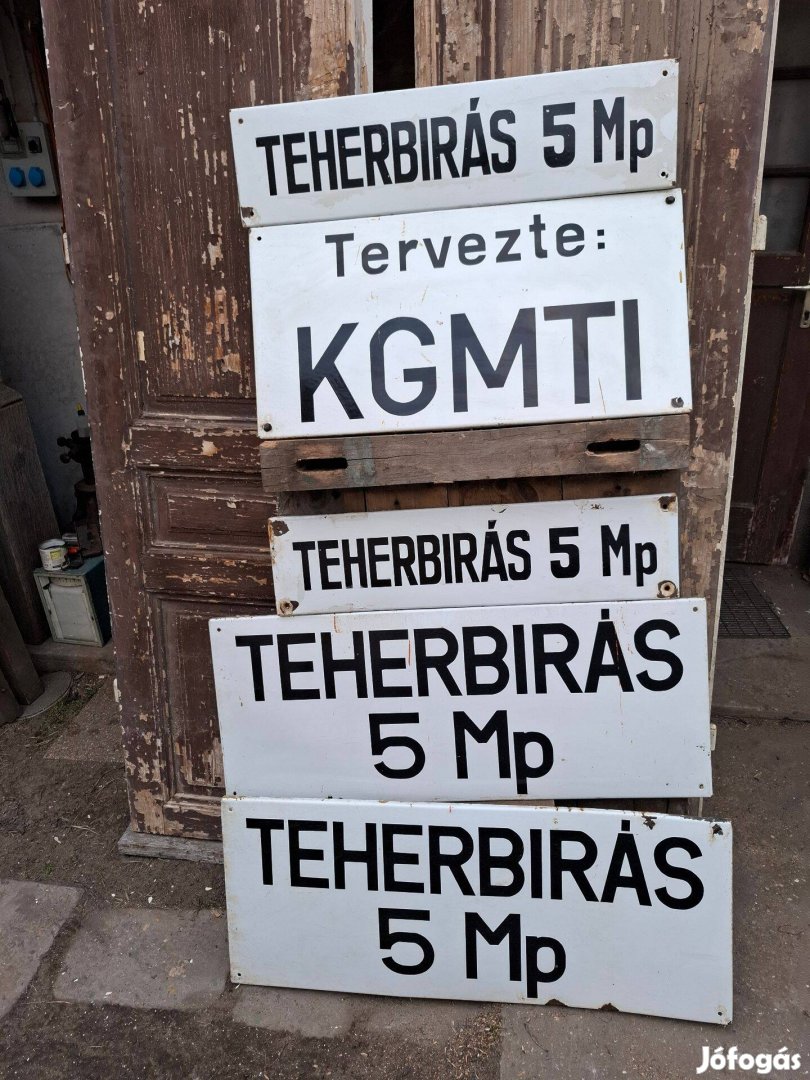 TEHERBIRÁS 5 Mp
Tervezte:
KGMTI
TEHERBIRÁS 5 Mp
TEHERBIRÁS
5 Mp
TEHERBIRÁS
5 Mp
Jófogás